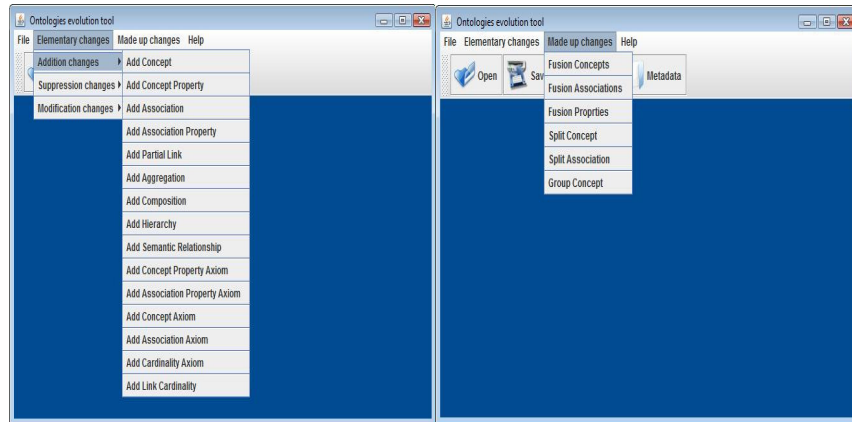 Ontologies evolution tool
File Elementary changes Made up changes Help
Addition changes
Suppression changes
Modification changes
Add Concept
Add Concept Property
Add Association
Add Association Property
Add Partial Link
Add Aggregation
Add Composition
Add Hierarchy
Add Semantic Relationship
Add Concept Property Axiom
Add Association Property Axiom
Add Concept Axiom
Add Association Axiom
Add Cardinality Axiom
Add Link Cardinality
Ontologies evolution tool
File Elementary changes Made up changes Help
Open Sav Metadata
Fusion Concepts
Fusion Associations
Fusion Proprties
Split Concept
Split Association
Group Concept